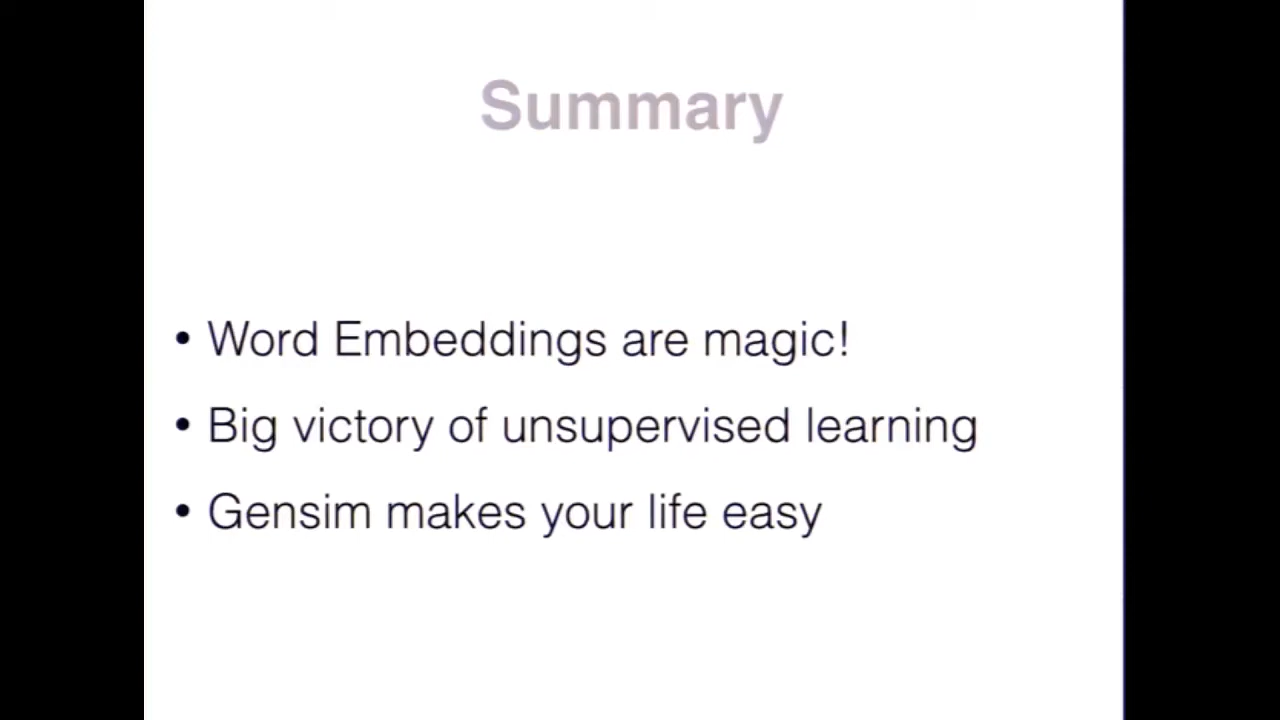 Summary
• Word Embeddings are magic!
• Big victory of unsupervised learning
• Gensim makes your life easy